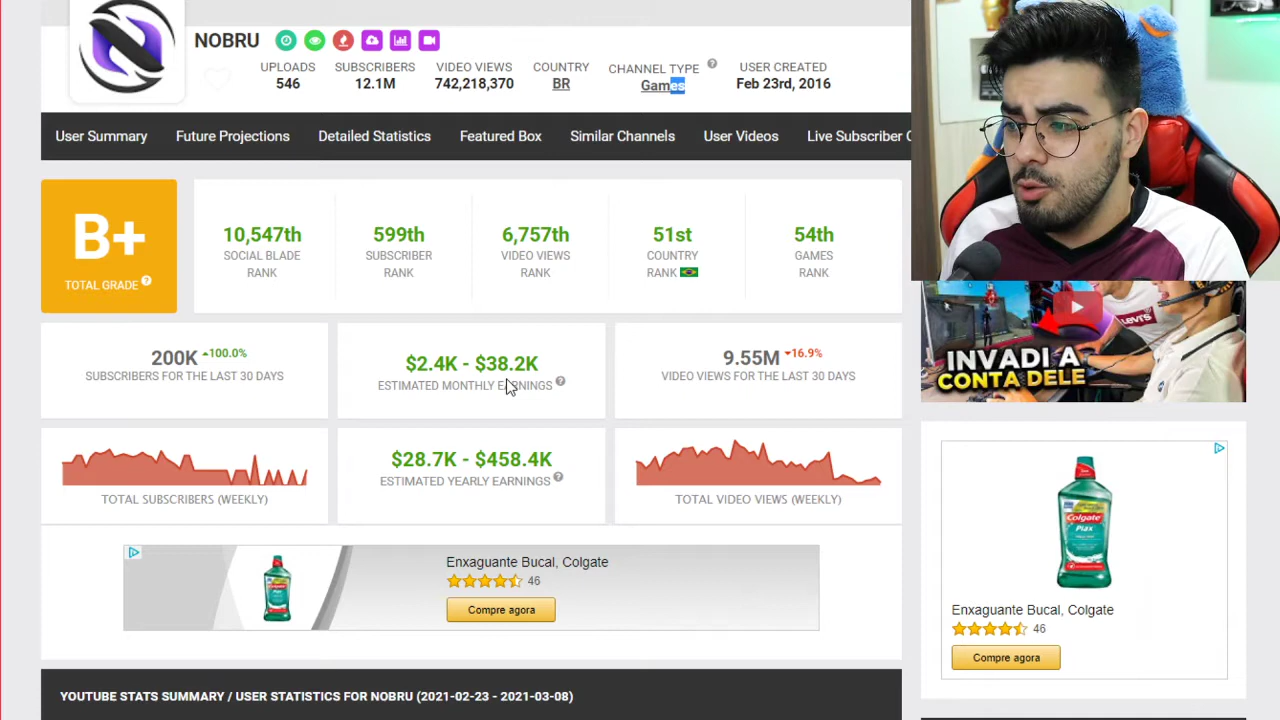 NOBRU
UPLOADS
546
SUBSCRIBERS
12.1M
VIDEO VIEWS
742,218,370
COUNTRY
BR
CHANNEL TYPE
Games
USER CREATED
Feb 23rd, 2016
User Summary
Future Projections
Detailed Statistics
Featured Box
Similar Channels
User Videos
Live Subscriber C
B+
TOTAL GRADE
10,547th
SOCIAL BLADE
RANK
599th
SUBSCRIBER
RANK
6,757th
VIDEO VIEWS
RANK
51st
COUNTRY
RANK
54th
GAMES
RANK
200K 100.0%
SUBSCRIBERS FOR THE LAST 30 DAYS
$2.4K - $38.2K
ESTIMATED MONTHLY EARNINGS
9.55M 16.9%
VIDEO VIEWS FOR THE LAST 30 DAYS
LEVI'S
INVADI A
CONTA DELE
TOTAL SUBSCRIBERS (WEEKLY)
$28.7K - $458.4K
ESTIMATED YEARLY EARNINGS
TOTAL VIDEO VIEWS (WEEKLY)
Enxaguante Bucal, Colgate
46
Compre agora
Colgate
Plax
Enxaguante Bucal, Colgate
46
Compre agora
YOUTUBE STATS SUMMARY / USER STATISTICS FOR NOBRU (2021-02-23 - 2021-03-08)